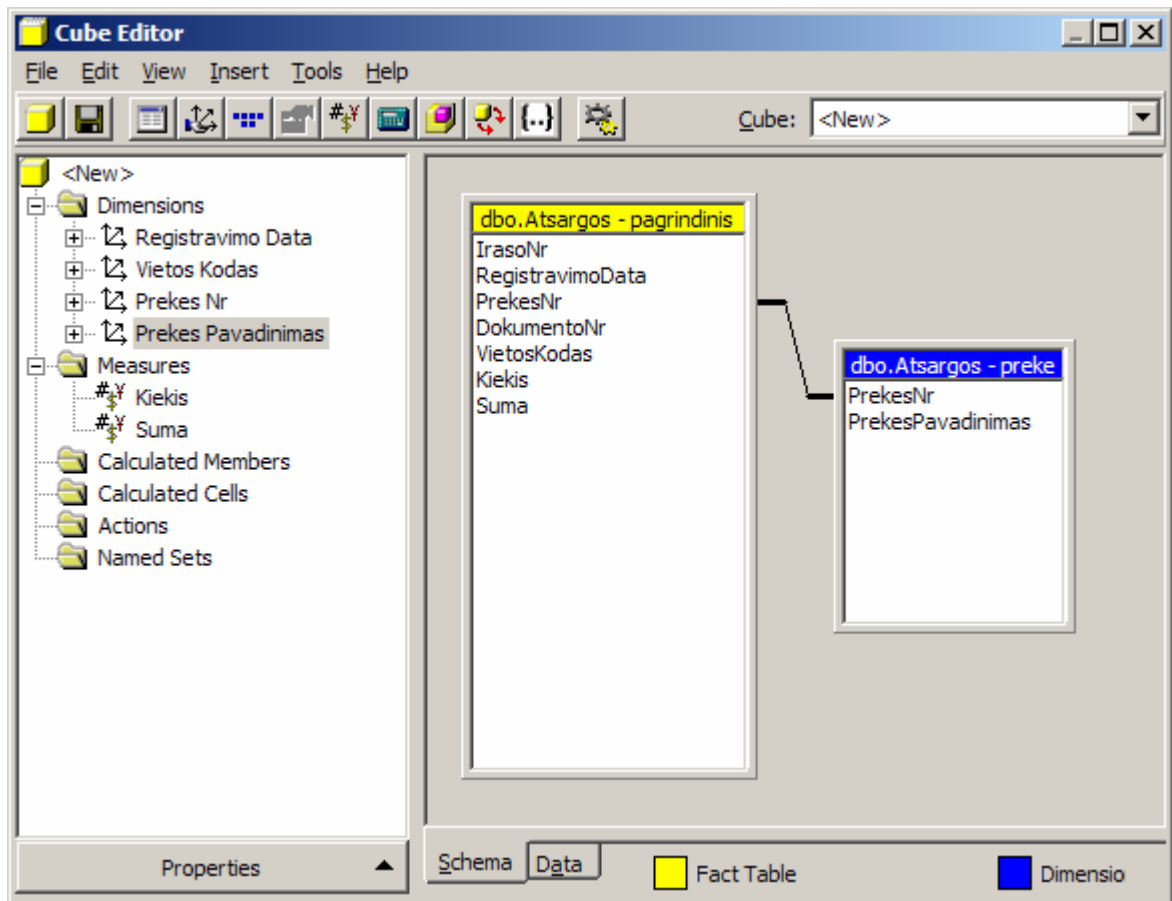 Cube Editor
File Edit View Insert Tools Help
Cube: <New>
<New>
Dimensions
Registravimo Data
Vietos Kodas
Prekes Nr
Prekes Pavadinimas
Measures
Kiekis
Suma
Calculated Members
Calculated Cells
Actions
Named Sets
Properties
dbo.Atsargos - pagrindinis
IrasoNr
RegistravimoData
PrekesNr
DokumentoNr
VietosKodas
Kiekis
Suma
dbo.Atsargos - preke
PrekesNr
PrekesPavadinimas
Schema Data Fact Table Dimensio